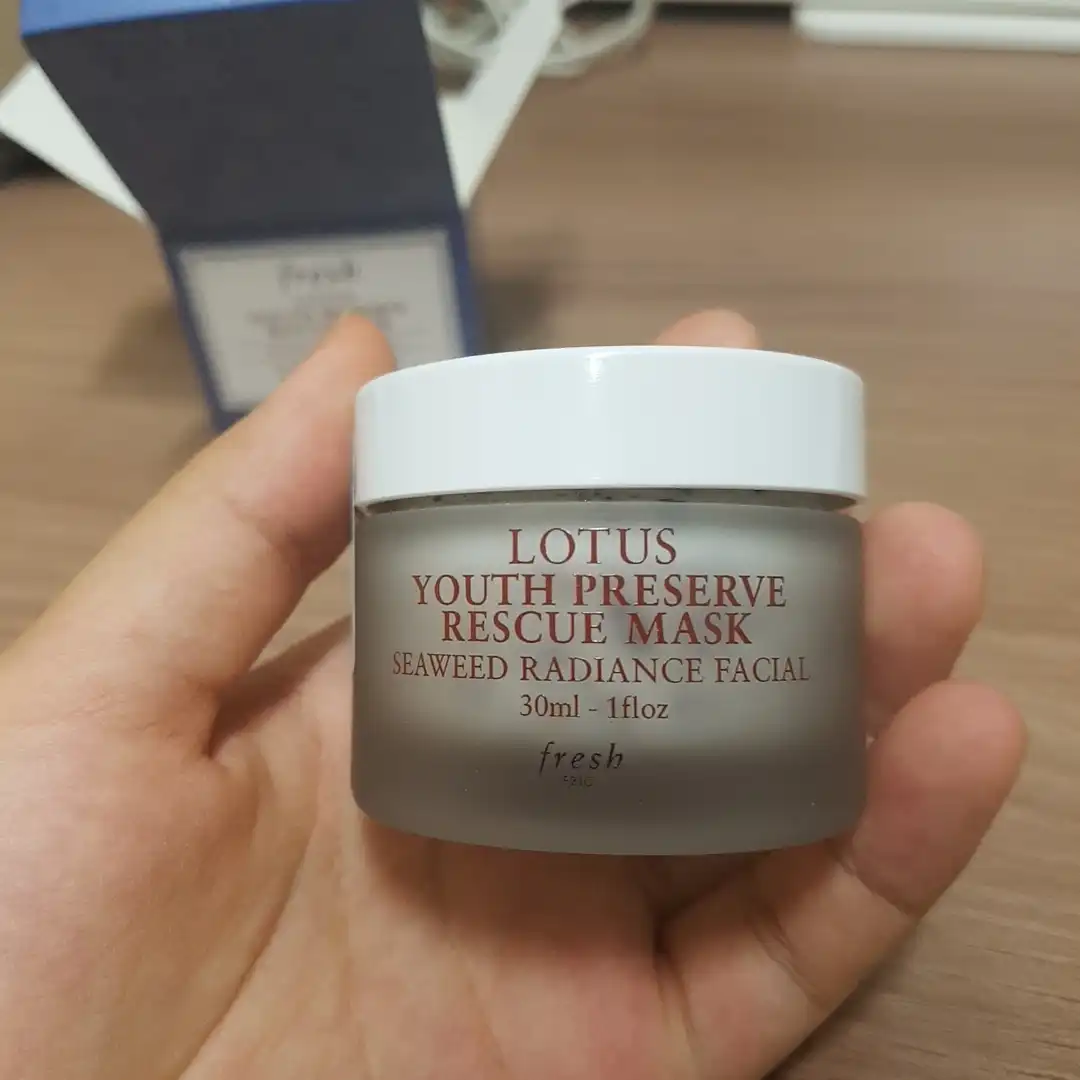 fresh
LOTUS
YOUTH PRESERVE
RESCUE MASK
SEAWEED RADIANCE FACIAL
30ml - 1floz
fresh